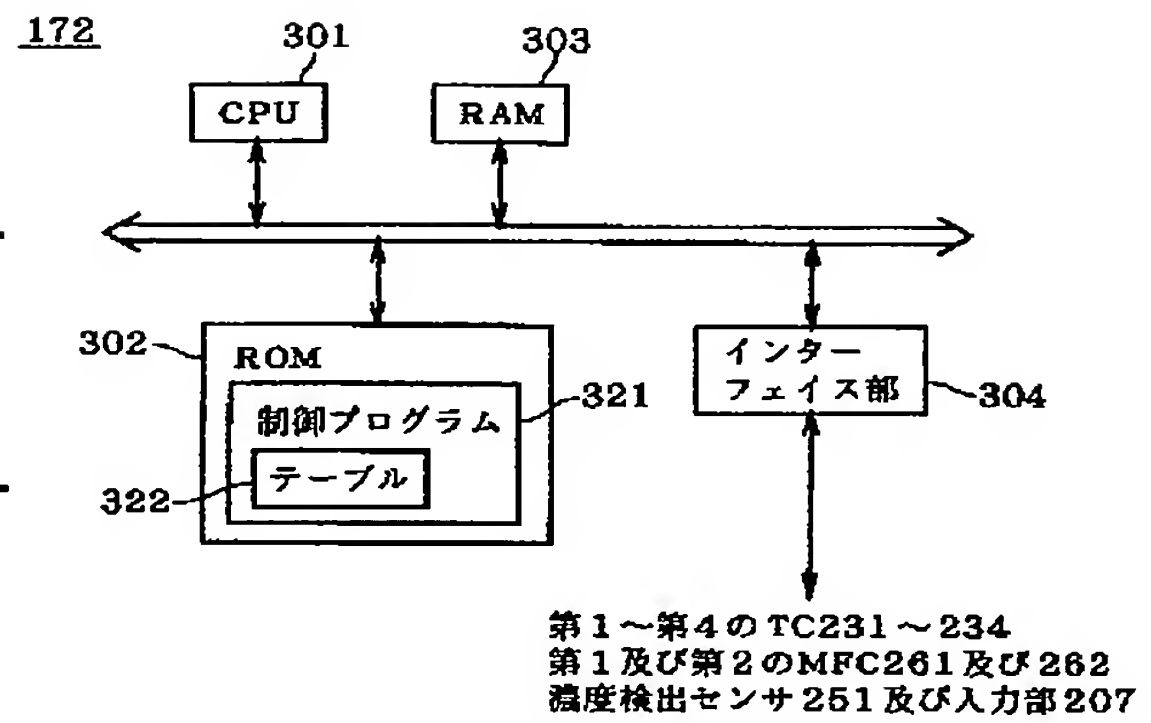 172
301
303
CPU
RAM
302
ROM
制御プログラム
321
322
テーブル
インター
フェイス部
304
第1～第4のTC231～234
第1及び第2のMFC261及び262
濃度検出センサ251及び入力部207